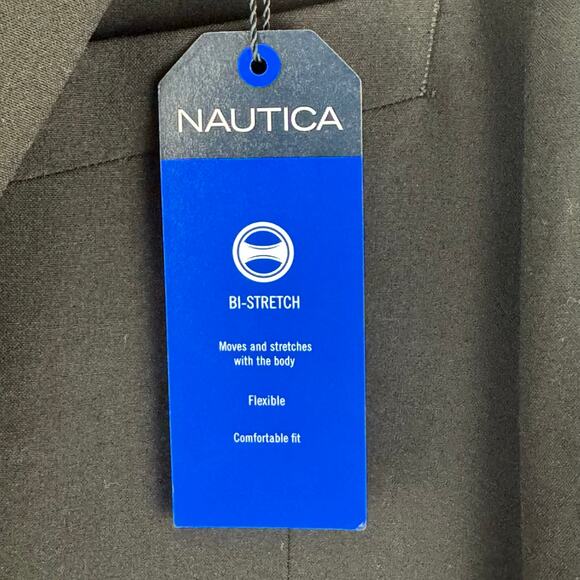 NAUTICA
BI-STRETCH
Moves and stretches
with the body
Flexible
Comfortable fit